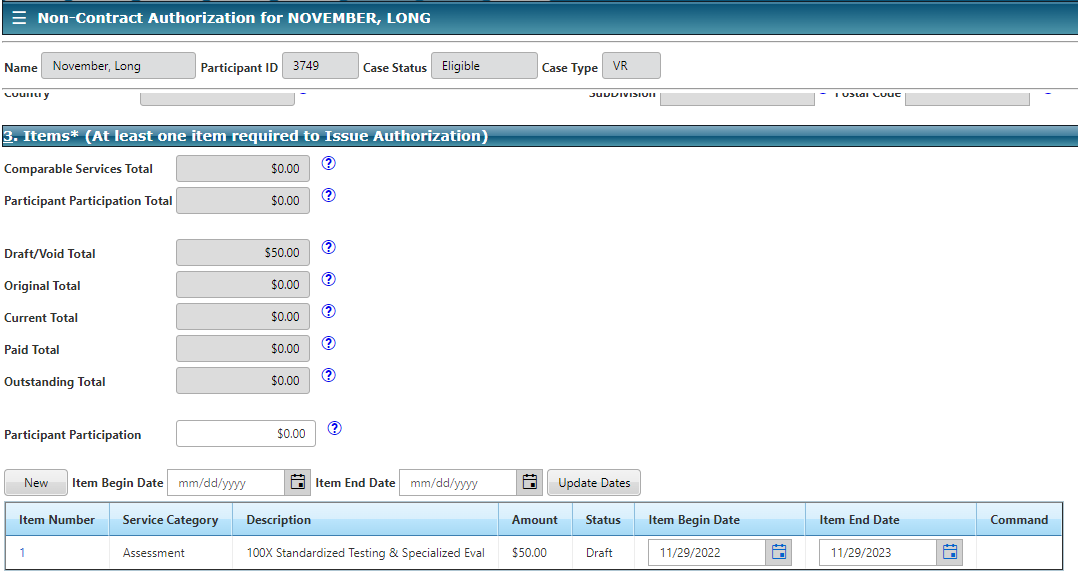 ☰ Non-Contract Authorization for NOVEMBER, LONG
Name November, Long Participant ID 3749 Case Status Eligible Case Type VR
Country SubDivision Postal Code
3. Items* (At least one item required to Issue Authorization)
Comparable Services Total $0.00 ?
Participant Participation Total $0.00 ?
Draft/Void Total $50.00 ?
Original Total $0.00 ?
Current Total $0.00 ?
Paid Total $0.00 ?
Outstanding Total $0.00 ?
Participant Participation $0.00 ?
New Item Begin Date mm/dd/yyyy Item End Date mm/dd/yyyy Update Dates
Item Number Service Category Description Amount Status Item Begin Date Item End Date Command
1 Assessment 100X Standardized Testing & Specialized Eval $50.00 Draft 11/29/2022 11/29/2023